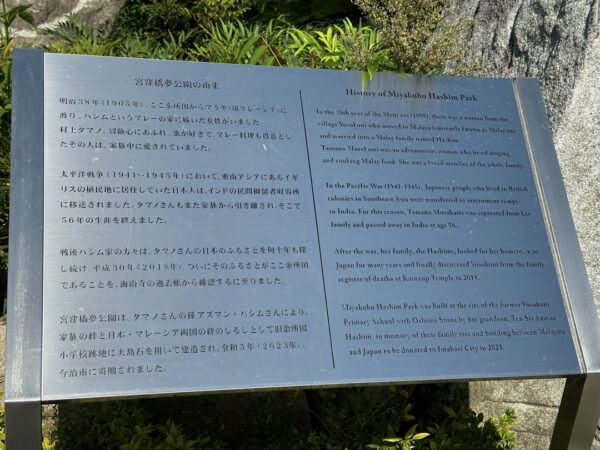 宮窪橋夢公園の由来
明治38年(1905年)、ここ余所国からマラヤ(現マレーシア)に
渡り、ハシムというマレーの家に嫁いだ女性がいました。
村上タマノ。冒険心にあふれ、歌が好きで、マレー料理も得意とし
たその人は、家族中に愛されていました。
太平洋戦争(1941-1945年)において、東南アジアにあるイギ
リスの植民地に居住していた日本人は、インドの民間抑留者収容所
に移送されました。タマノさんもまた家族から引き離され、そこで
56年の生涯を終えました。
戦後ハシム家の方々は、タマノさんの日本のふるさとを何十年も探
し続け、平成30年(2018年)、ついにそのふるさとがここ余所国
であることを、海南寺の過去帳から確認するに至りました。
宮窪橋夢公園は、タマノさんの孫アズマン・ハシムさんにより、
家族の絆と日本・マレーシア両国の絆のしるしとして旧余所国
小学校跡地に大島石を用いて建造され、令和5年(2023年)、
今治市に寄贈されました。
History of Miyakubo Hashim Park
In the 38th year of the Meiji era (1905), there was a woman from the
village Yosokuni who moved to Malaya (currently known as Malaysia)
and married into a Malay family named Hashim.
Tamano Murakami was an adventurous woman who loved singing
and cooking Malay food. She was a loved member of the whole family.
In the Pacific War (1941-1945), Japanese people who lived in British
colonies in Southeast Asia were transferred to internment camps
in India. For this reason, Tamano Murakami was separated from her
family and passed away in India at age 56.
After the war, her family, the Hashims, looked for her hometown in
Japan for many years and finally discovered Yosokuni from the family
register of deaths at Kainanji Temple in 2018.
Miyakubo Hashim Park was built at the site of the former Yosokuni
Primary School with Oshima Stone by her grandson, Tan Sri Azman
Hashim, in memory of their family ties and bonding between Malaysia
and Japan to be donated to Imabari City in 2023.